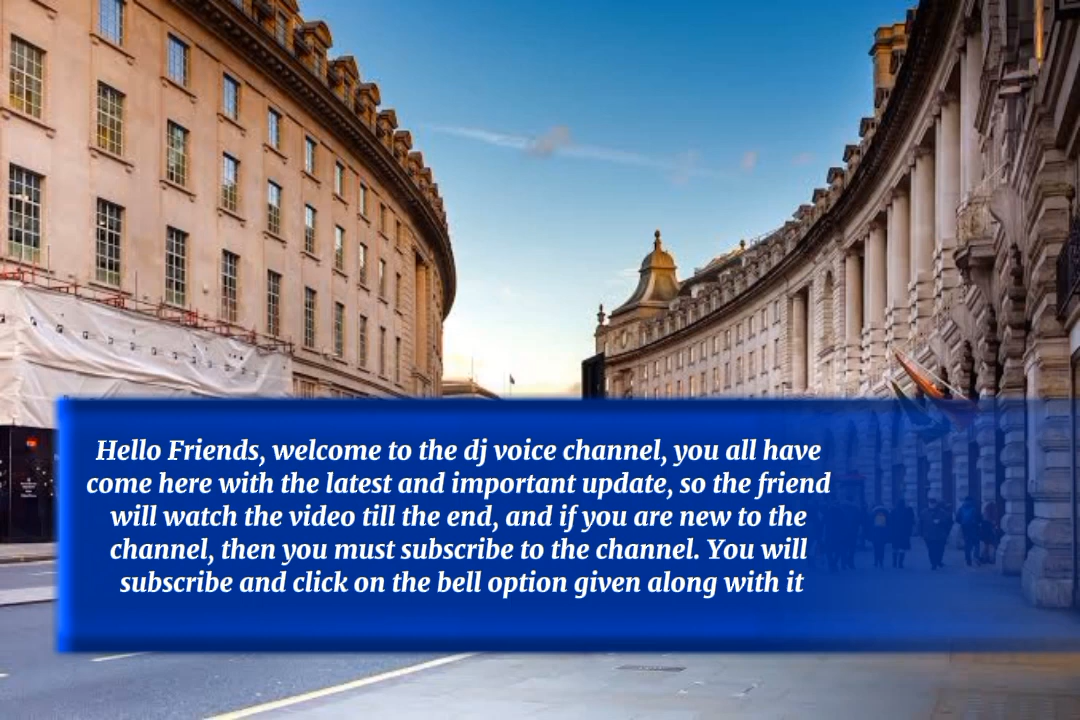 Hello Friends, welcome to the dj voice channel, you all have
come here with the latest and important update, so the friend
will watch the video till the end, and if you are new to the
channel, then you must subscribe to the channel. You will
subscribe and click on the bell option given along with it